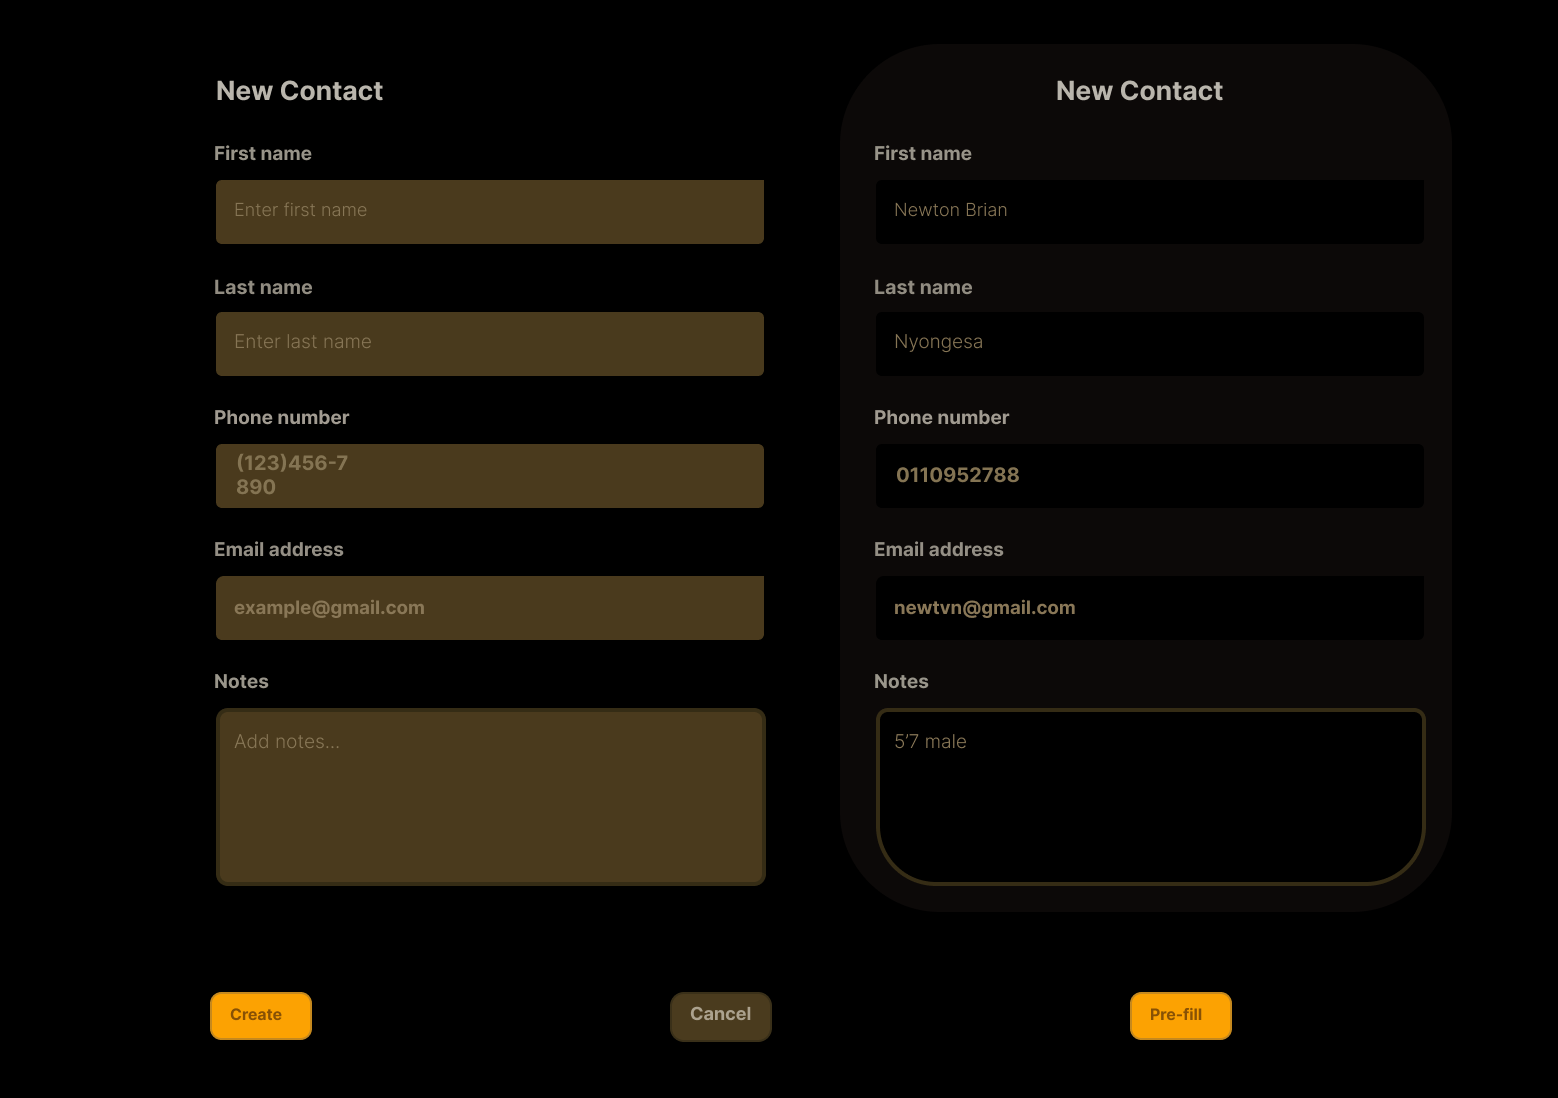 New Contact
First name
Enter first name
Last name
Enter last name
Phone number
(123)456-7
890
Email address
example@gmail.com
Notes
Add notes...
New Contact
First name
Newton Brian
Last name
Nyongesa
Phone number
0110952788
Email address
newtvn@gmail.com
Notes
5’7 male
Create
Cancel
Pre-fill